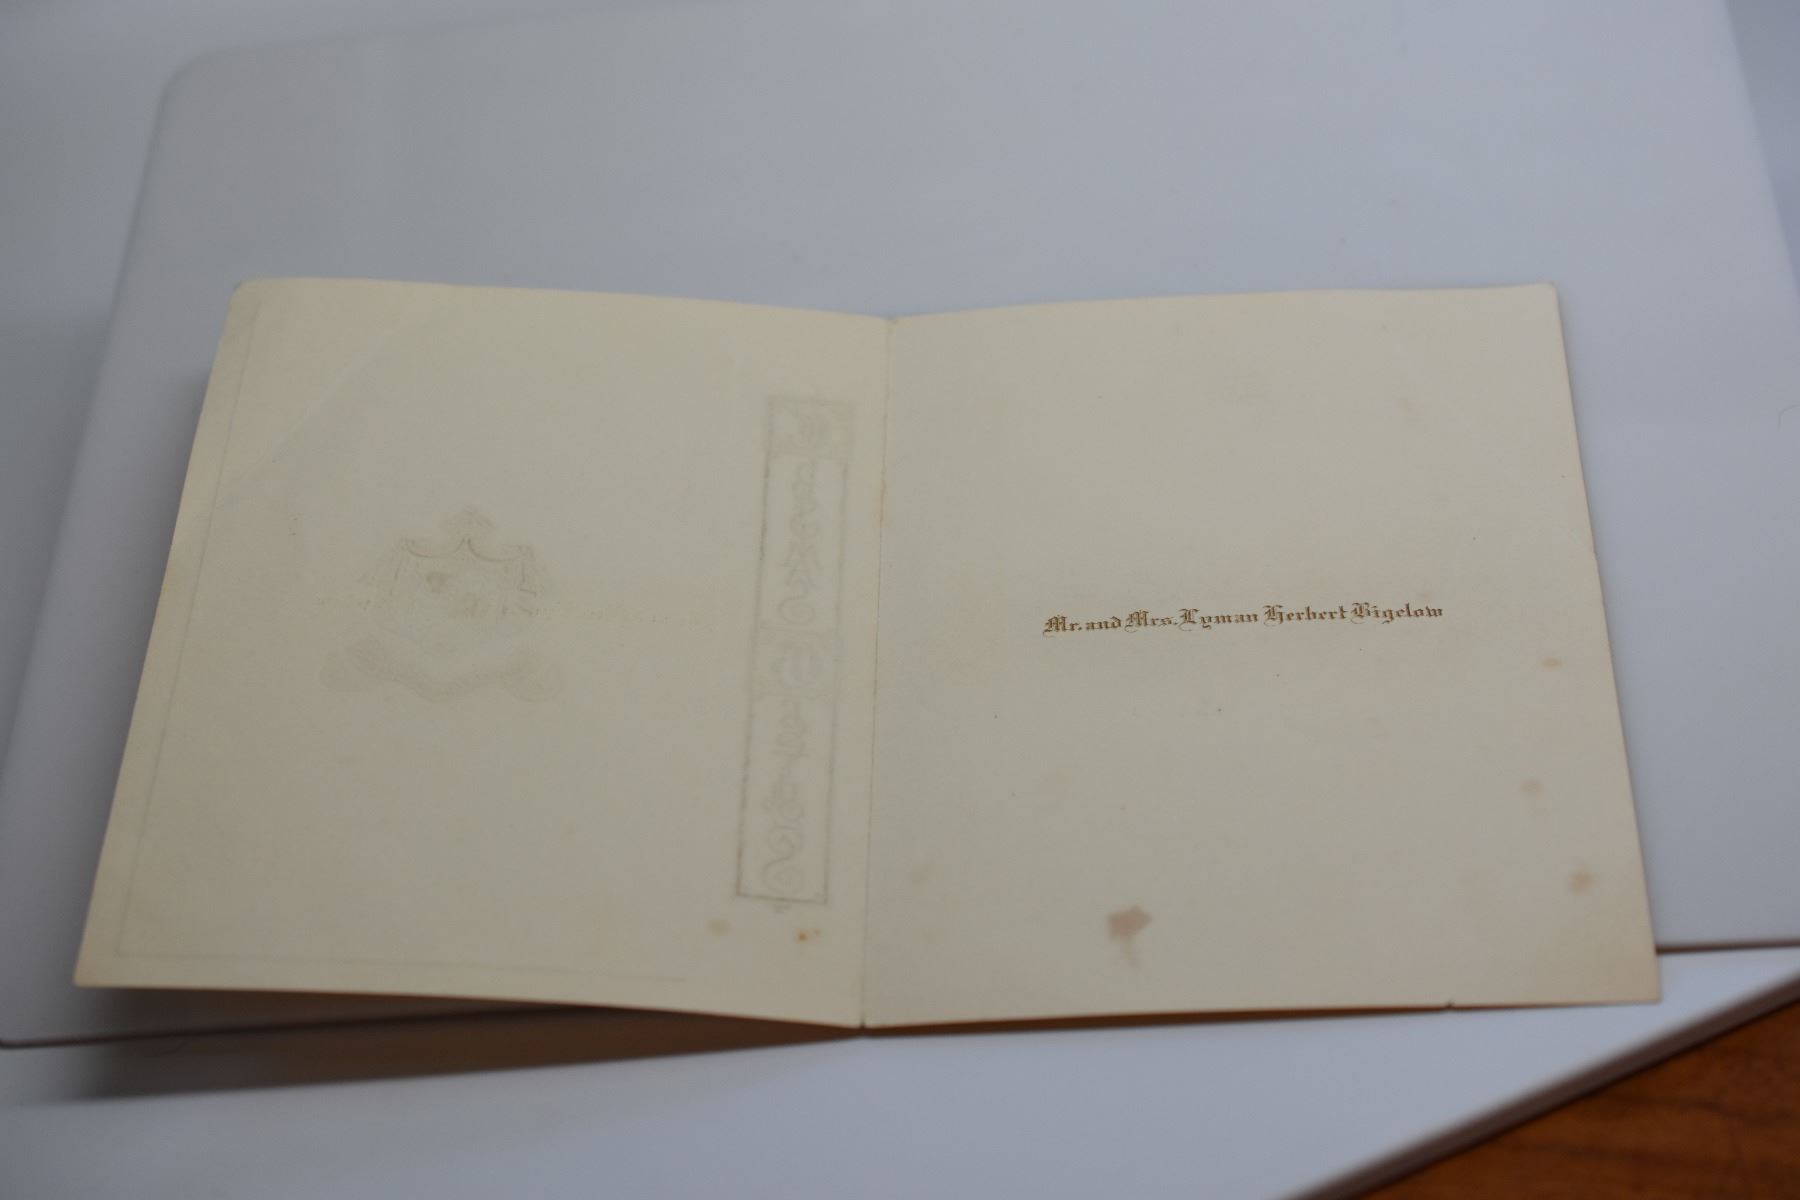 Mr. and Mrs. Lyman Herbert Bigelow